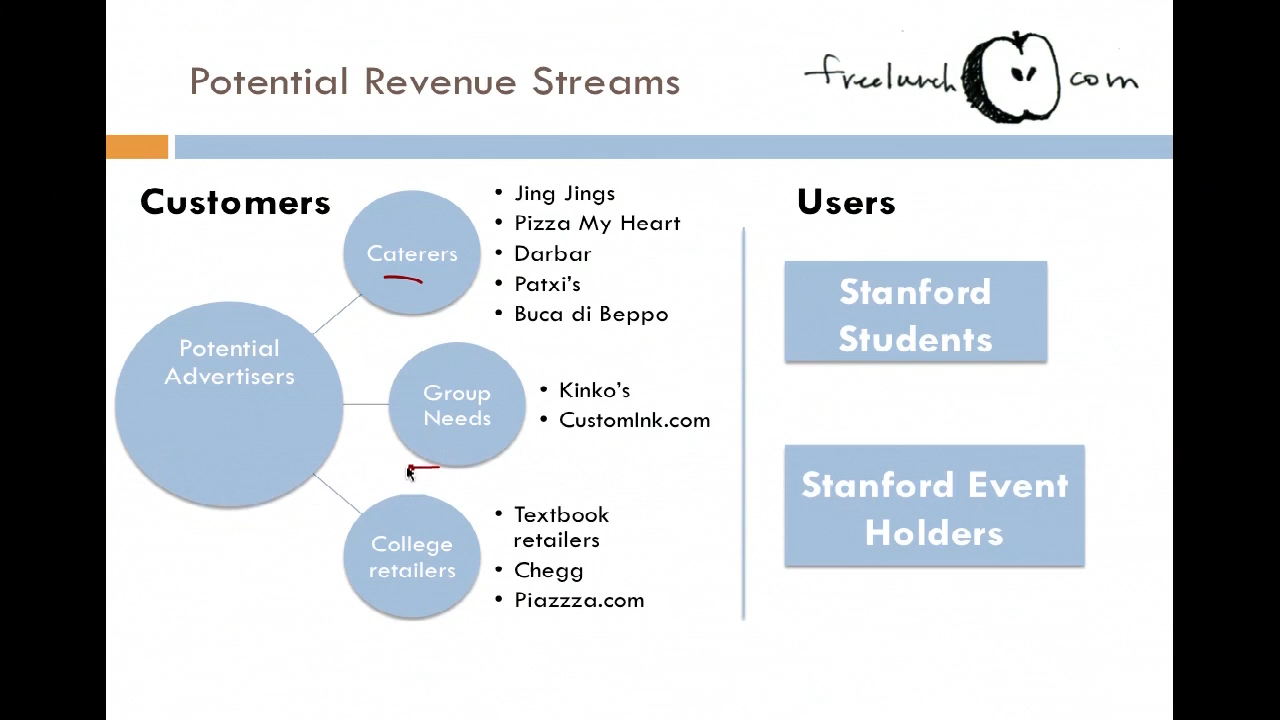 Potential Revenue Streams
freelunch com
Customers
Potential
Advertisers
Caterers
• Jing Jings
• Pizza My Heart
• Darbar
• Patxi's
• Buca di Beppo
Group
Needs
• Kinko's
• CustomInk.com
College
retailers
• Textbook
retailers
• Chegg
• Piazzza.com
Users
Stanford
Students
Stanford Event
Holders